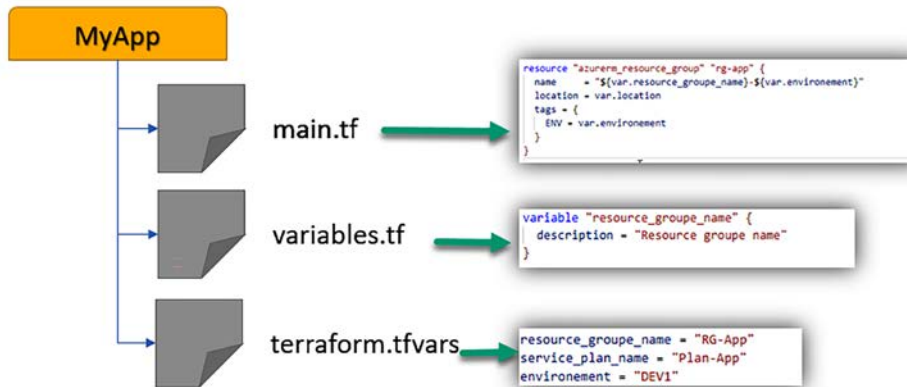 MyApp
main.tf
resource "azurerm_resource_group" "rg-app" {
name = "${var.resource_groupe_name}-${var.environement}"
location = var.location
tags = {
ENV = var.environement
}
}
variables.tf
variable "resource_groupe_name" {
description = "Resource groupe name"
}
terraform.tfvars
resource_groupe_name = "RG-App"
service_plan_name = "Plan-App"
environement = "DEV1"